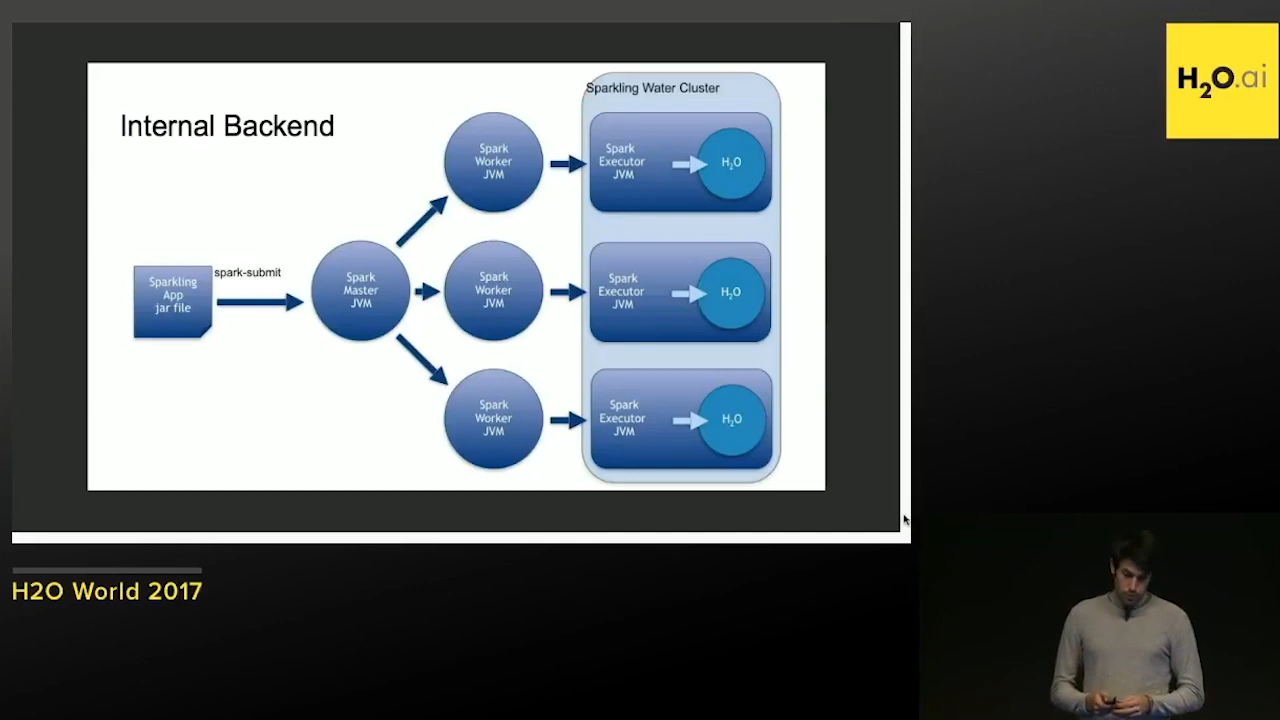 Sparkling Water Cluster
Internal Backend
Spark
Worker
JVM
Spark
Executor
JVM
H₂O
spark-submit
Sparkling
App
jar file
Spark
Master
JVM
Spark
Worker
JVM
Spark
Executor
JVM
H₂O
Spark
Worker
JVM
Spark
Executor
JVM
H₂O
H₂O.ai
H2O World 2017